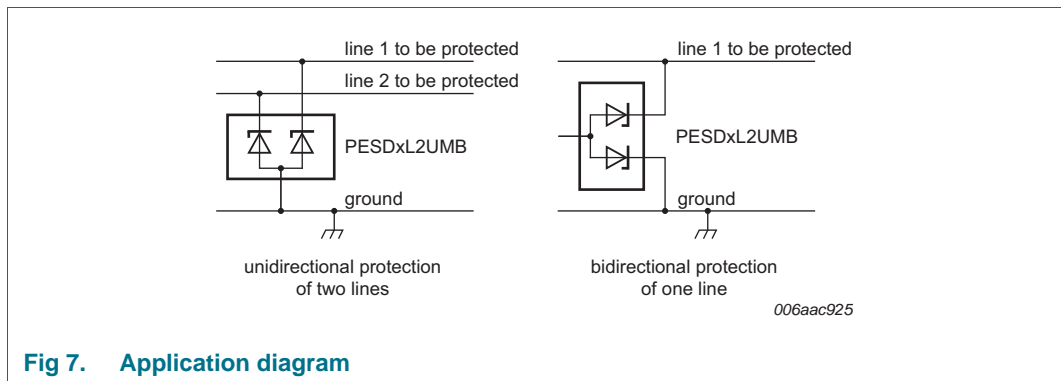 line 1 to be protected
line 2 to be protected
PESDxL2UMB
ground
unidirectional protection
of two lines
line 1 to be protected
PESDxL2UMB
ground
bidirectional protection
of one line
006aac925
Fig 7. Application diagram